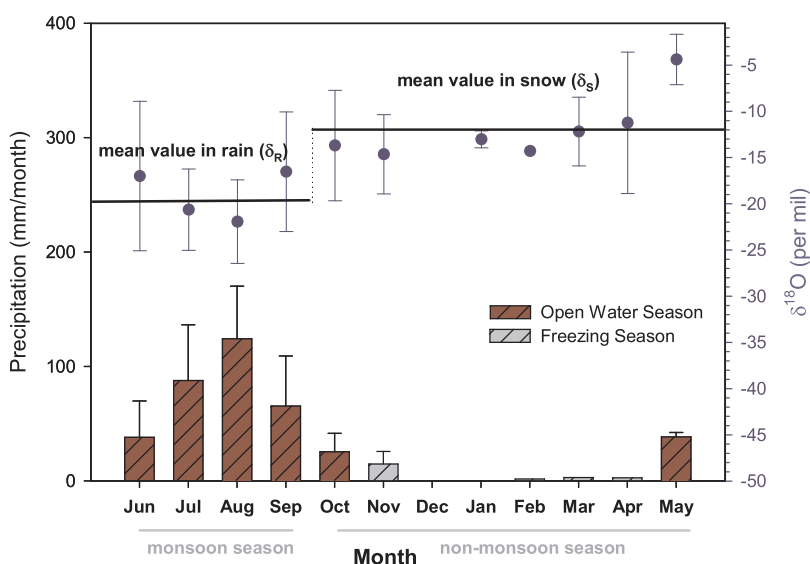 400
300
200
100
0
Precipitation (mm/month)
mean value in rain (δR)
mean value in snow (δS)
Open Water Season
Freezing Season
-5
-10
-15
-20
-25
-30
-35
-40
-45
-50
δ18O (per mil)
Jun Jul Aug Sep Oct Nov Dec Jan Feb Mar Apr May
monsoon season non-monsoon season
Month